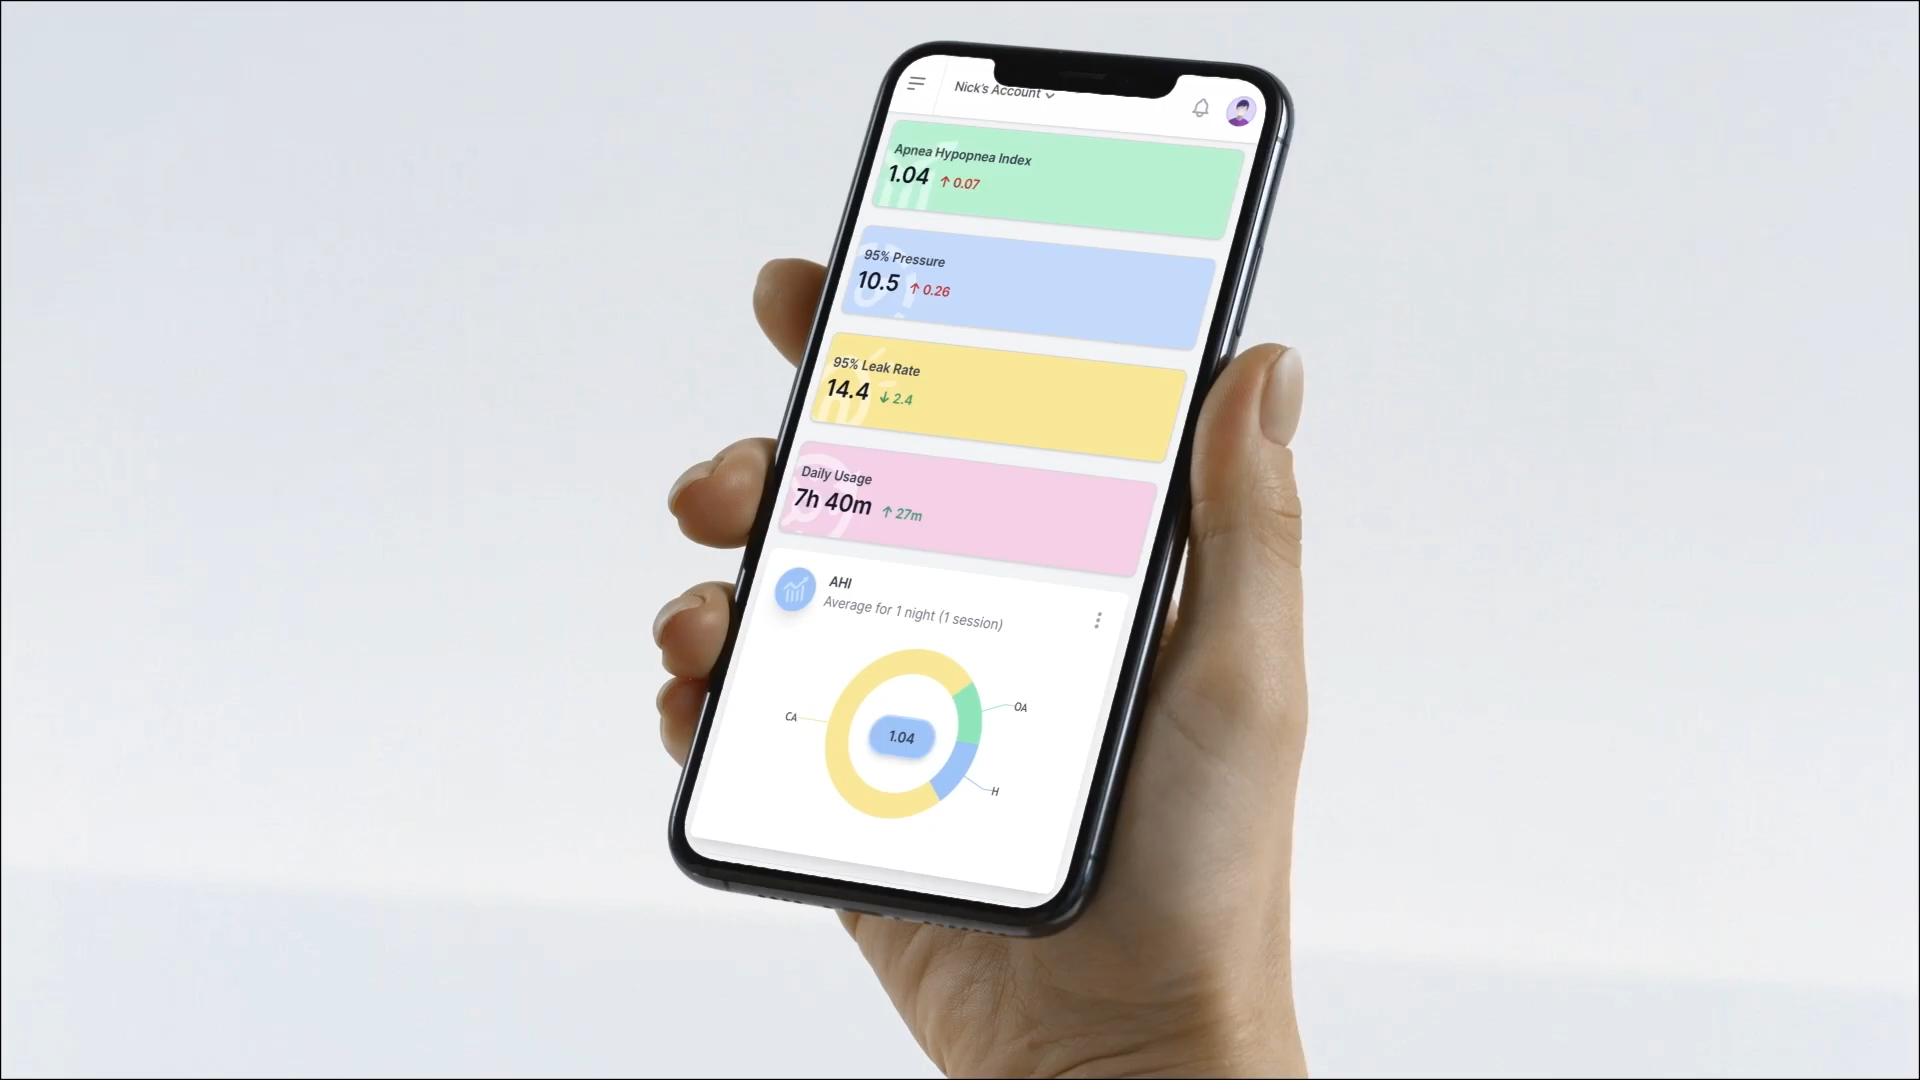 Nick's Account
Apnea Hypopnea Index
1.04 ↑ 0.07
95% Pressure
10.5 ↑ 0.26
95% Leak Rate
14.4 ↓ 2.4
Daily Usage
7h 40m ↑ 27m
AHI
Average for 1 night (1 session)
OA
CA
1.04
H